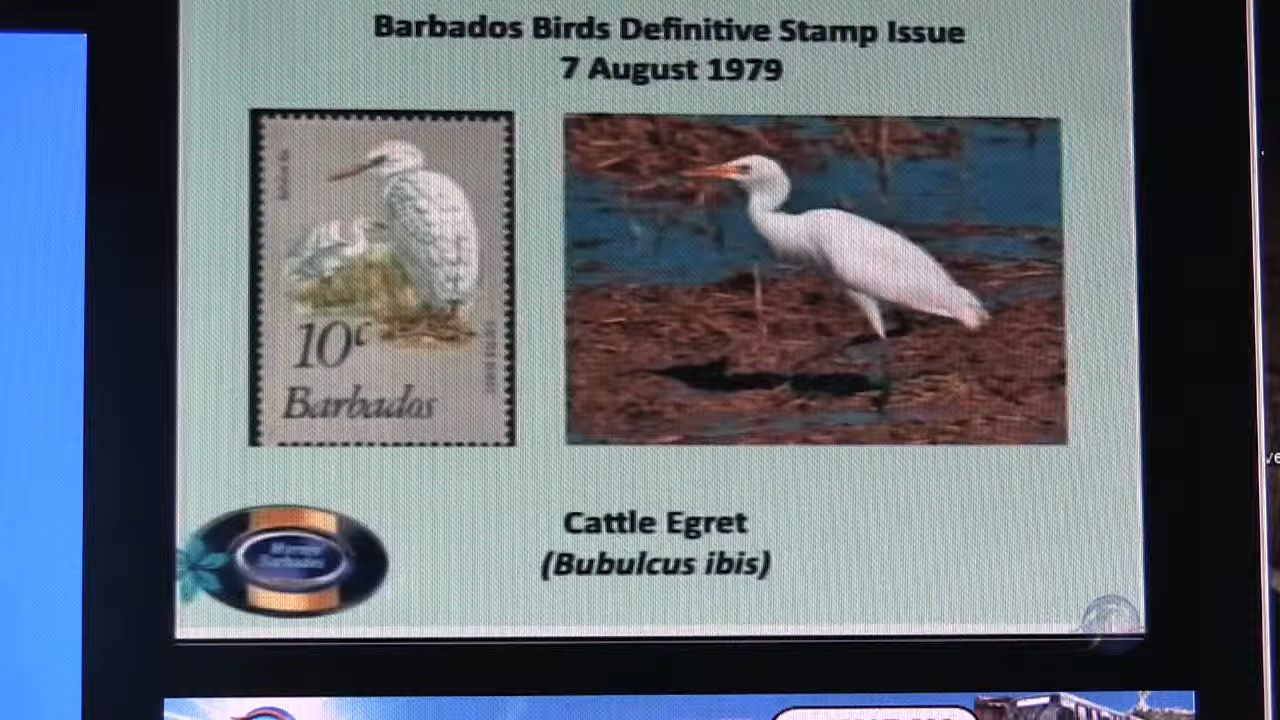 Barbados Birds Definitive Stamp Issue
7 August 1979
10c
Barbados
Cattle Egret
(Bubulcus ibis)